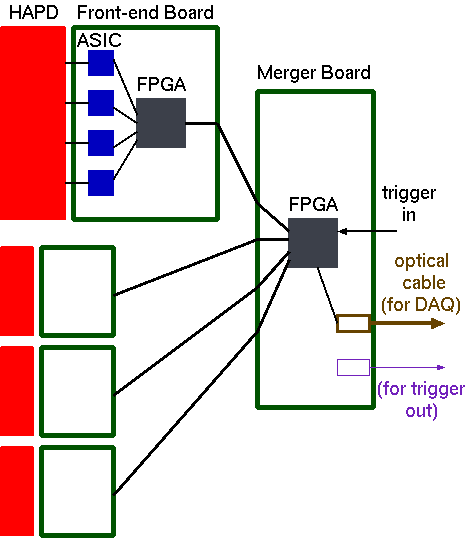 HAPD
Front-end Board
ASIC
FPGA
Merger Board
FPGA
trigger
in
optical
cable
(for DAQ)
(for trigger
out)